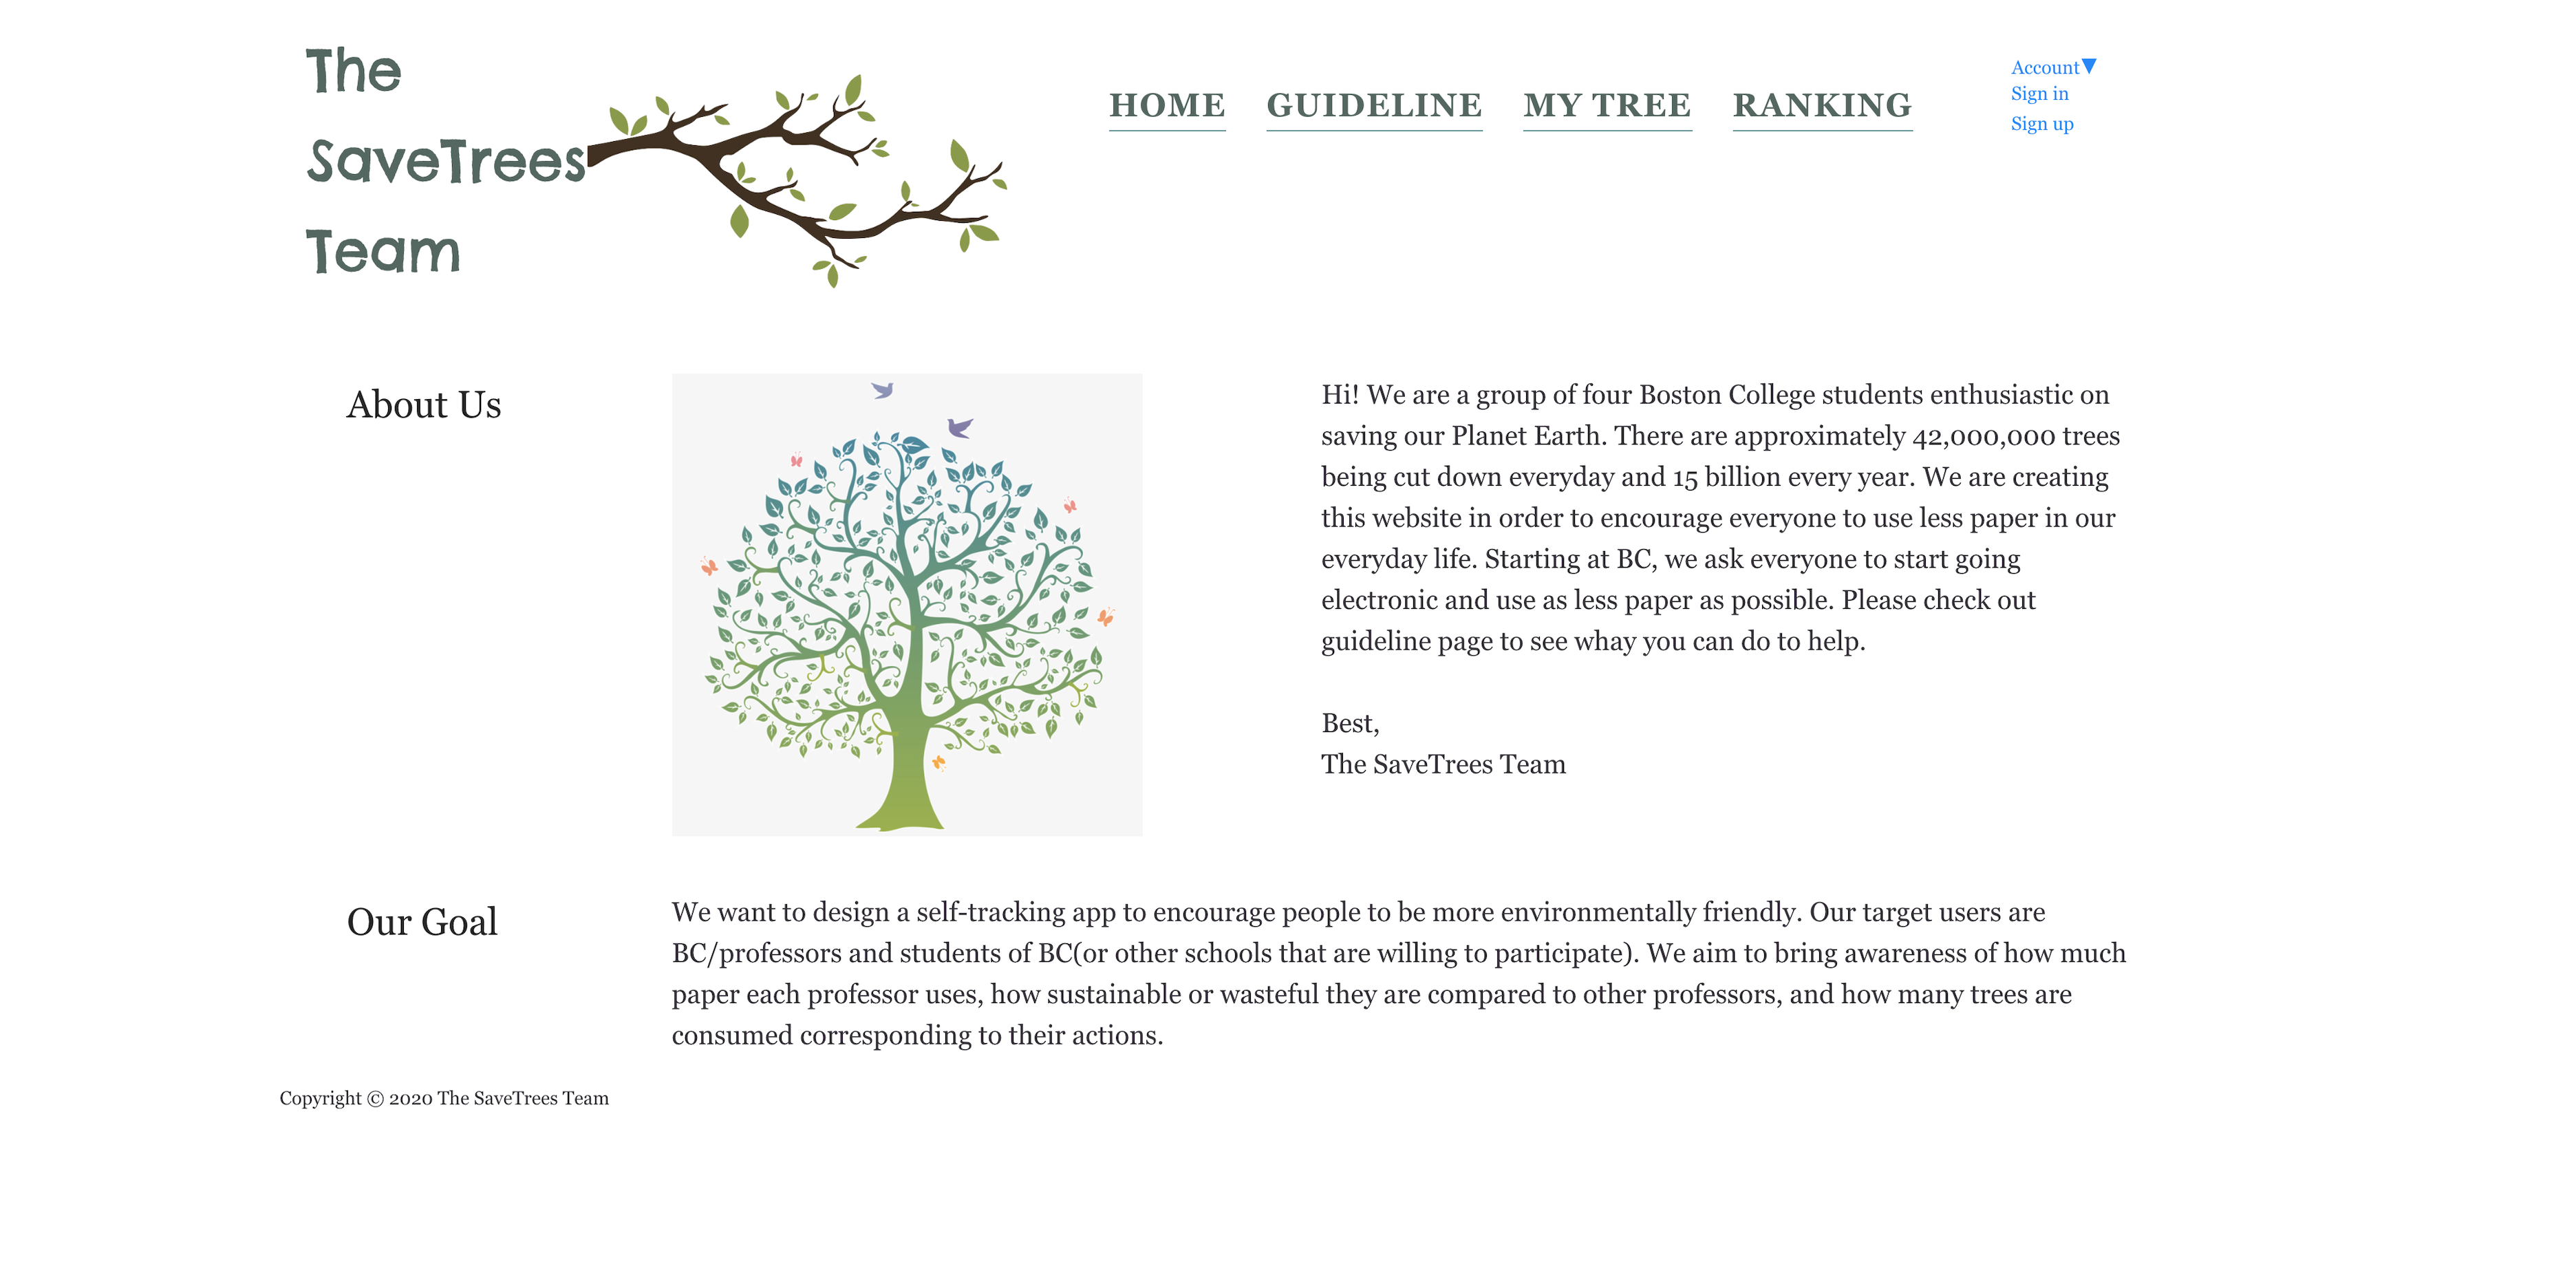 The
SaveTrees
Team
HOME GUIDELINE MY TREE RANKING
Account▼
Sign in
Sign up
About Us
Hi! We are a group of four Boston College students enthusiastic on
saving our Planet Earth. There are approximately 42,000,000 trees
being cut down everyday and 15 billion every year. We are creating
this website in order to encourage everyone to use less paper in our
everyday life. Starting at BC, we ask everyone to start going
electronic and use as less paper as possible. Please check out
guideline page to see whay you can do to help.
Best,
The SaveTrees Team
Our Goal
We want to design a self-tracking app to encourage people to be more environmentally friendly. Our target users are
BC/professors and students of BC(or other schools that are willing to participate). We aim to bring awareness of how much
paper each professor uses, how sustainable or wasteful they are compared to other professors, and how many trees are
consumed corresponding to their actions.
Copyright © 2020 The SaveTrees Team